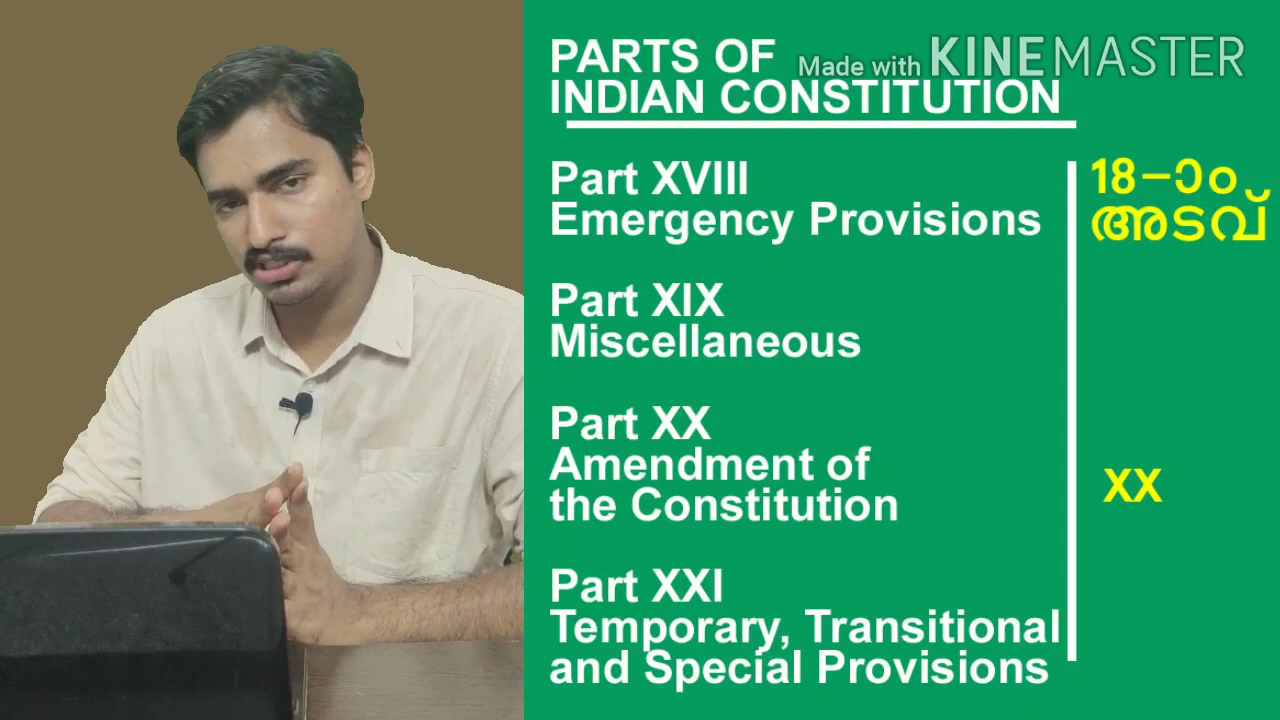 PARTS OF
Made with KINEMASTER
INDIAN CONSTITUTION
Part XVIII
Emergency Provisions
18-ാം
അടവ്
Part XIX
Miscellaneous
Part XX
Amendment of
the Constitution
XX
Part XXI
Temporary, Transitional
and Special Provisions